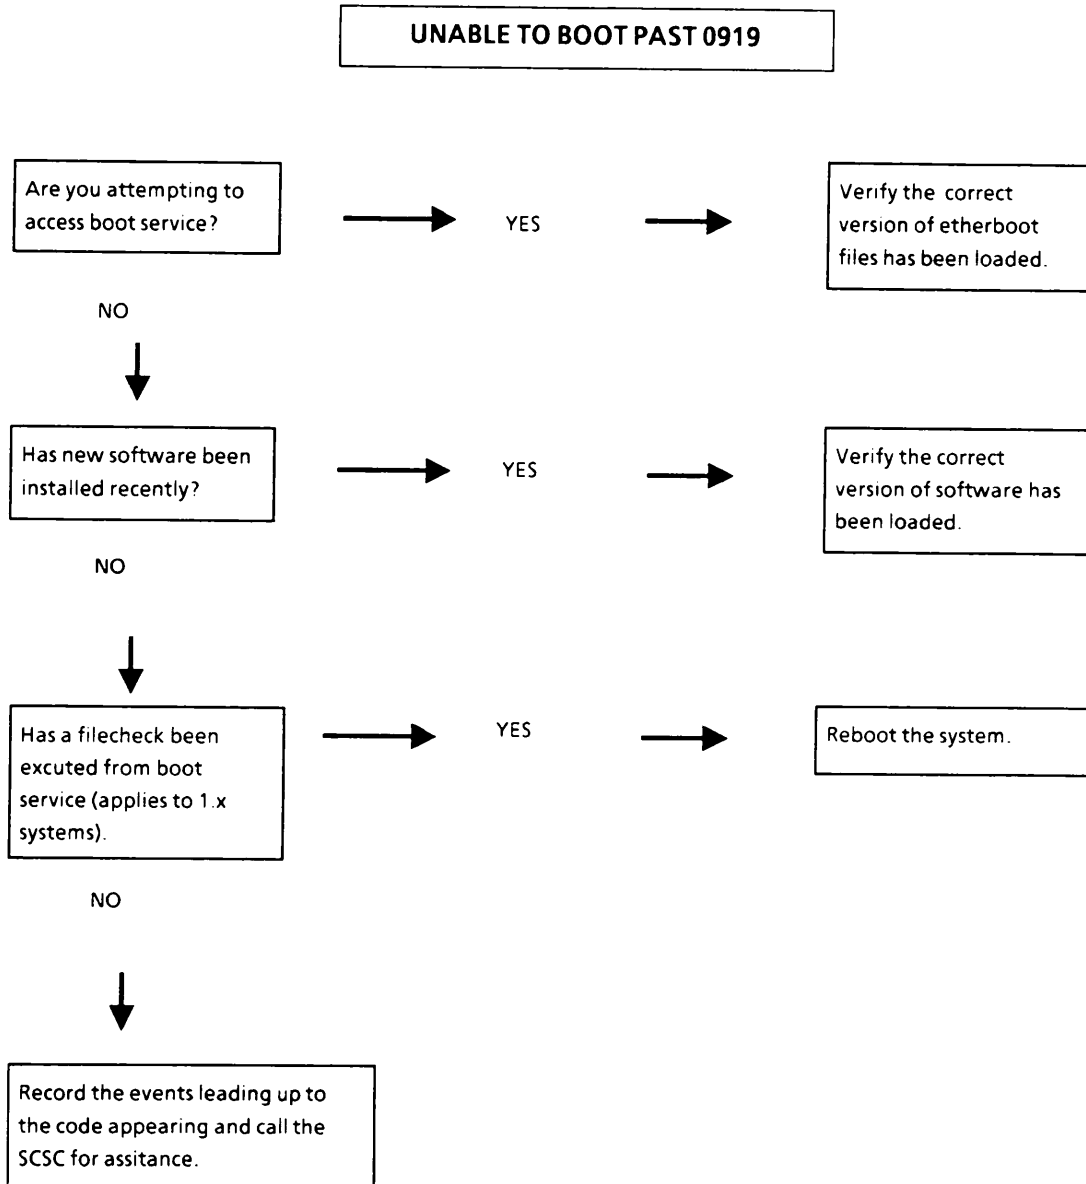 UNABLE TO BOOT PAST 0919
Are you attempting to
access boot service?
YES
Verify the correct
version of etherboot
files has been loaded.
NO
Has new software been
installed recently?
YES
Verify the correct
version of software has
been loaded.
NO
Has a filecheck been
excuted from boot
service (applies to 1.x
systems).
YES
Reboot the system.
NO
Record the events leading up to
the code appearing and call the
SCSC for assitance.